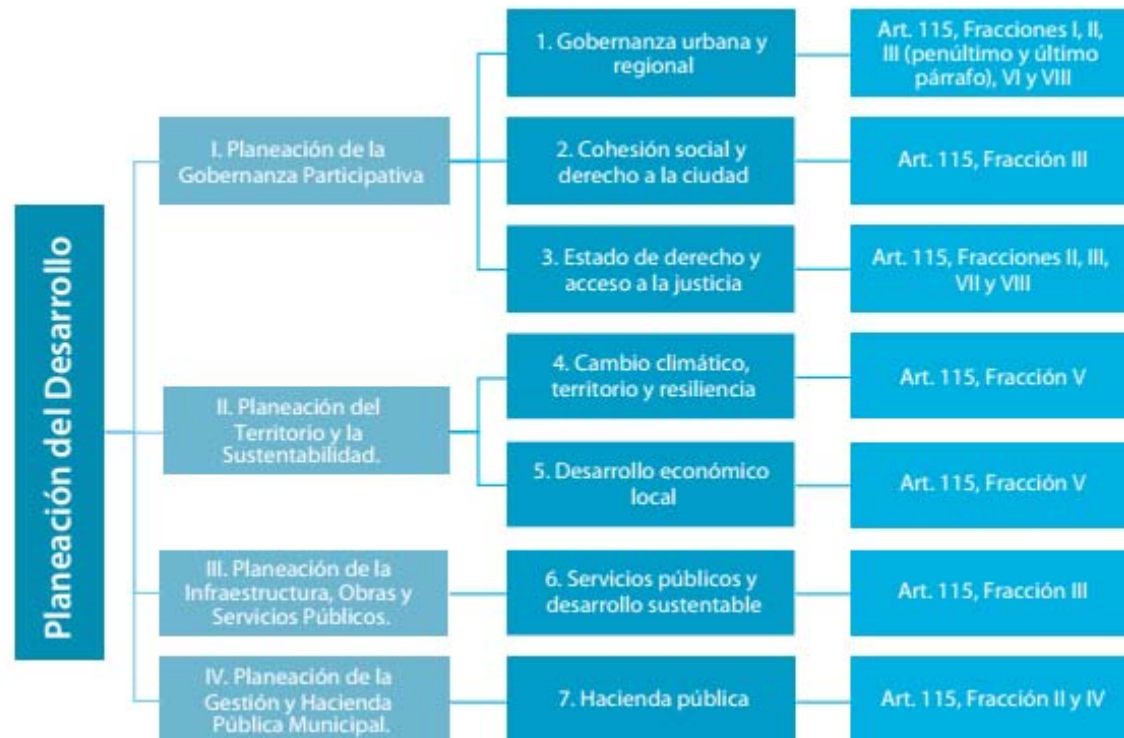 Planeación del Desarrollo
I. Planeación de la
Gobernanza Participativa
1. Gobernanza urbana y
regional
Art. 115, Fracciones I, II,
III (penúltimo y último
párrafo), VI y VIII
2. Cohesión social y
derecho a la ciudad
Art. 115, Fracción III
3. Estado de derecho y
acceso a la justicia
Art. 115, Fracciones II, III,
VII y VIII
II. Planeación del
Territorio y la
Sustentabilidad.
4. Cambio climático,
territorio y resiliencia
Art. 115, Fracción V
5. Desarrollo económico
local
Art. 115, Fracción V
III. Planeación de la
Infraestructura, Obras y
Servicios Públicos.
6. Servicios públicos y
desarrollo sustentable
Art. 115, Fracción III
IV. Planeación de la
Gestión y Hacienda
Pública Municipal.
7. Hacienda pública
Art. 115, Fracción II y IV